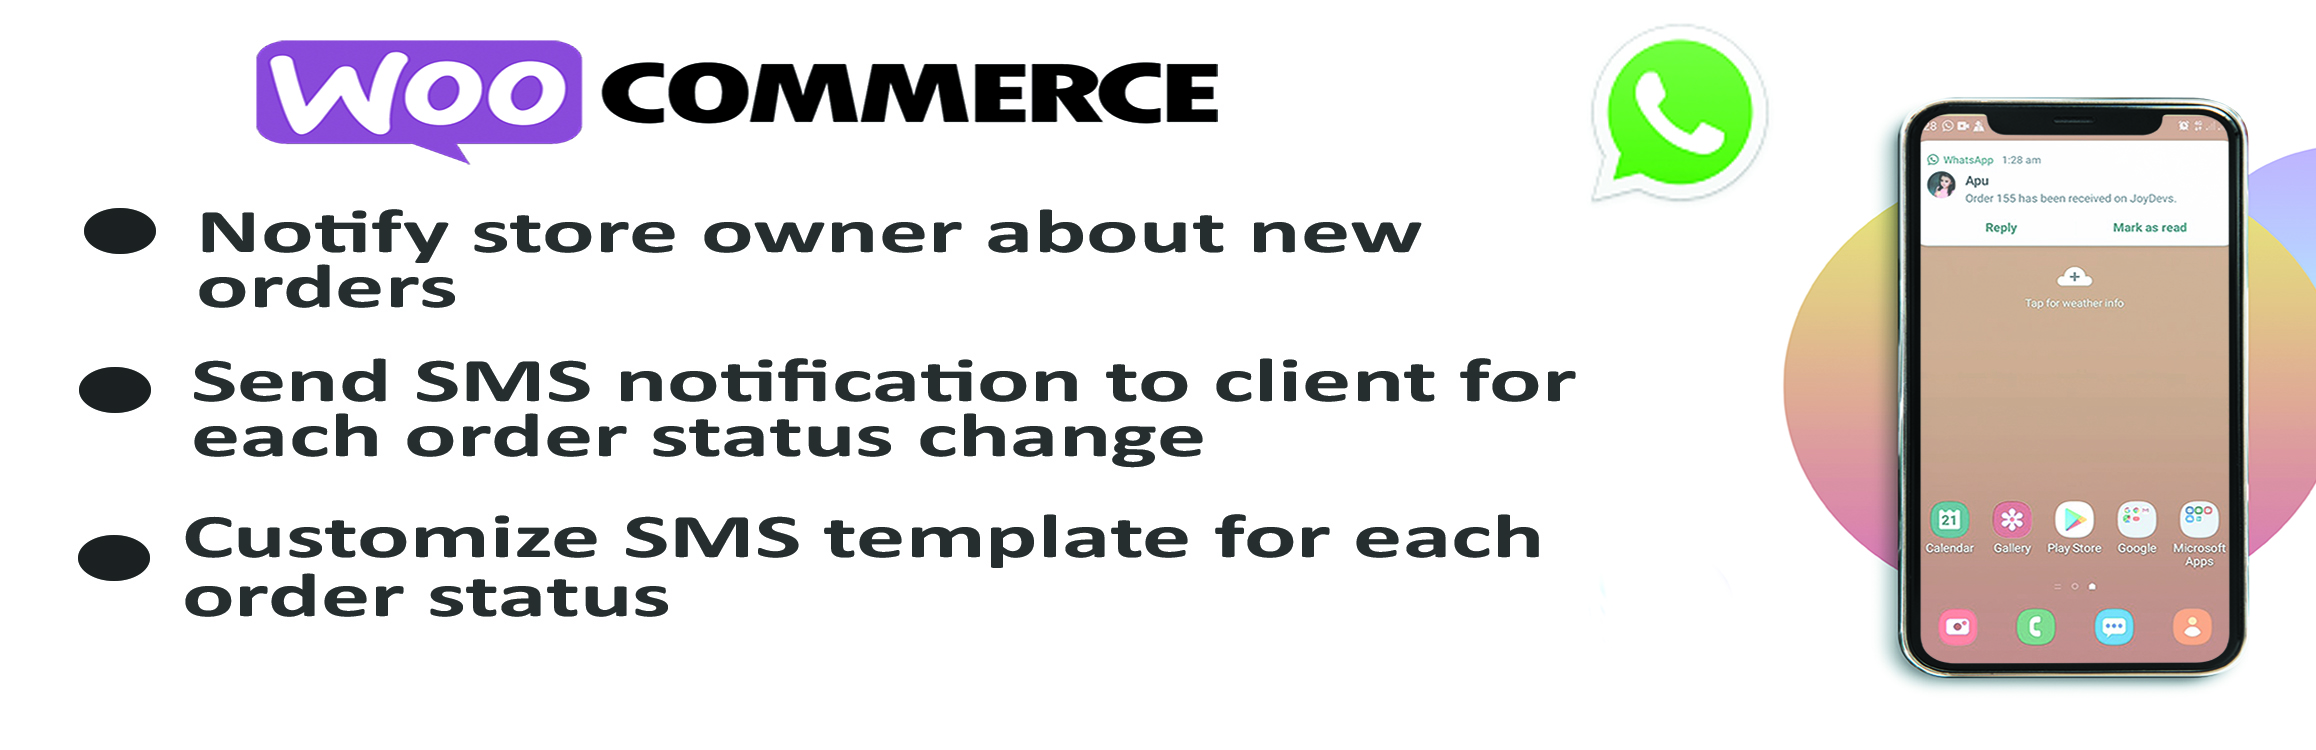 WOO COMMERCE
Notify store owner about new
orders
Send SMS notification to client for
each order status change
Customize SMS template for each
order status
WhatsApp 1:28 am
Apu
Order 155 has been received on JoyDevs.
Reply Mark as read
Tap for weather info
21
Calendar Gallery Play Store Google Microsoft
Apps